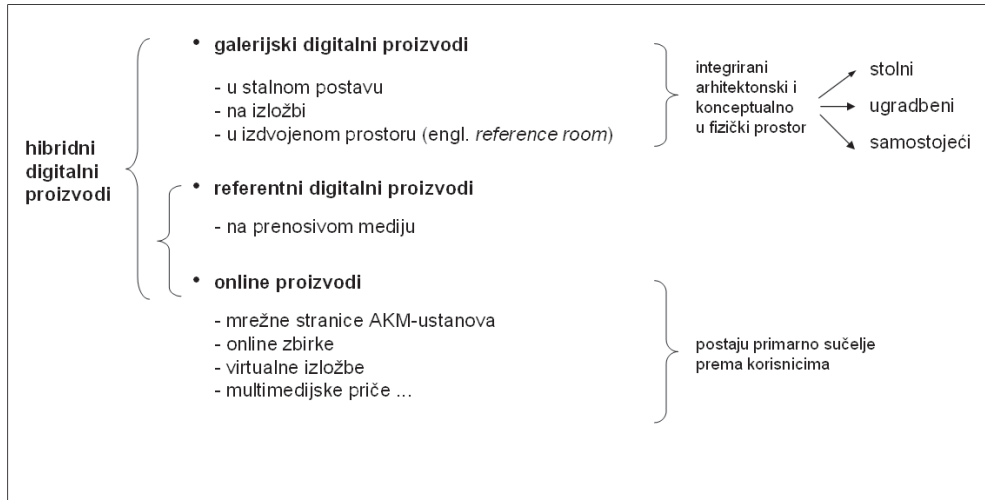 • galerijski digitalni proizvodi
- u stalnom postavu
- na izložbi
- u izdvojenom prostoru (engl. reference room)
integrirani
arhitektonski i
konceptualno
u fizički prostor
stolni
ugradbeni
samostojeći
hibridni
digitalni
proizvodi
• referentni digitalni proizvodi
- na prenosivom mediju
• online proizvodi
- mrežne stranice AKM-ustanova
- online zbirke
- virtualne izložbe
- multimedijske priče ...
postaju primarno sučelje
prema korisnicima